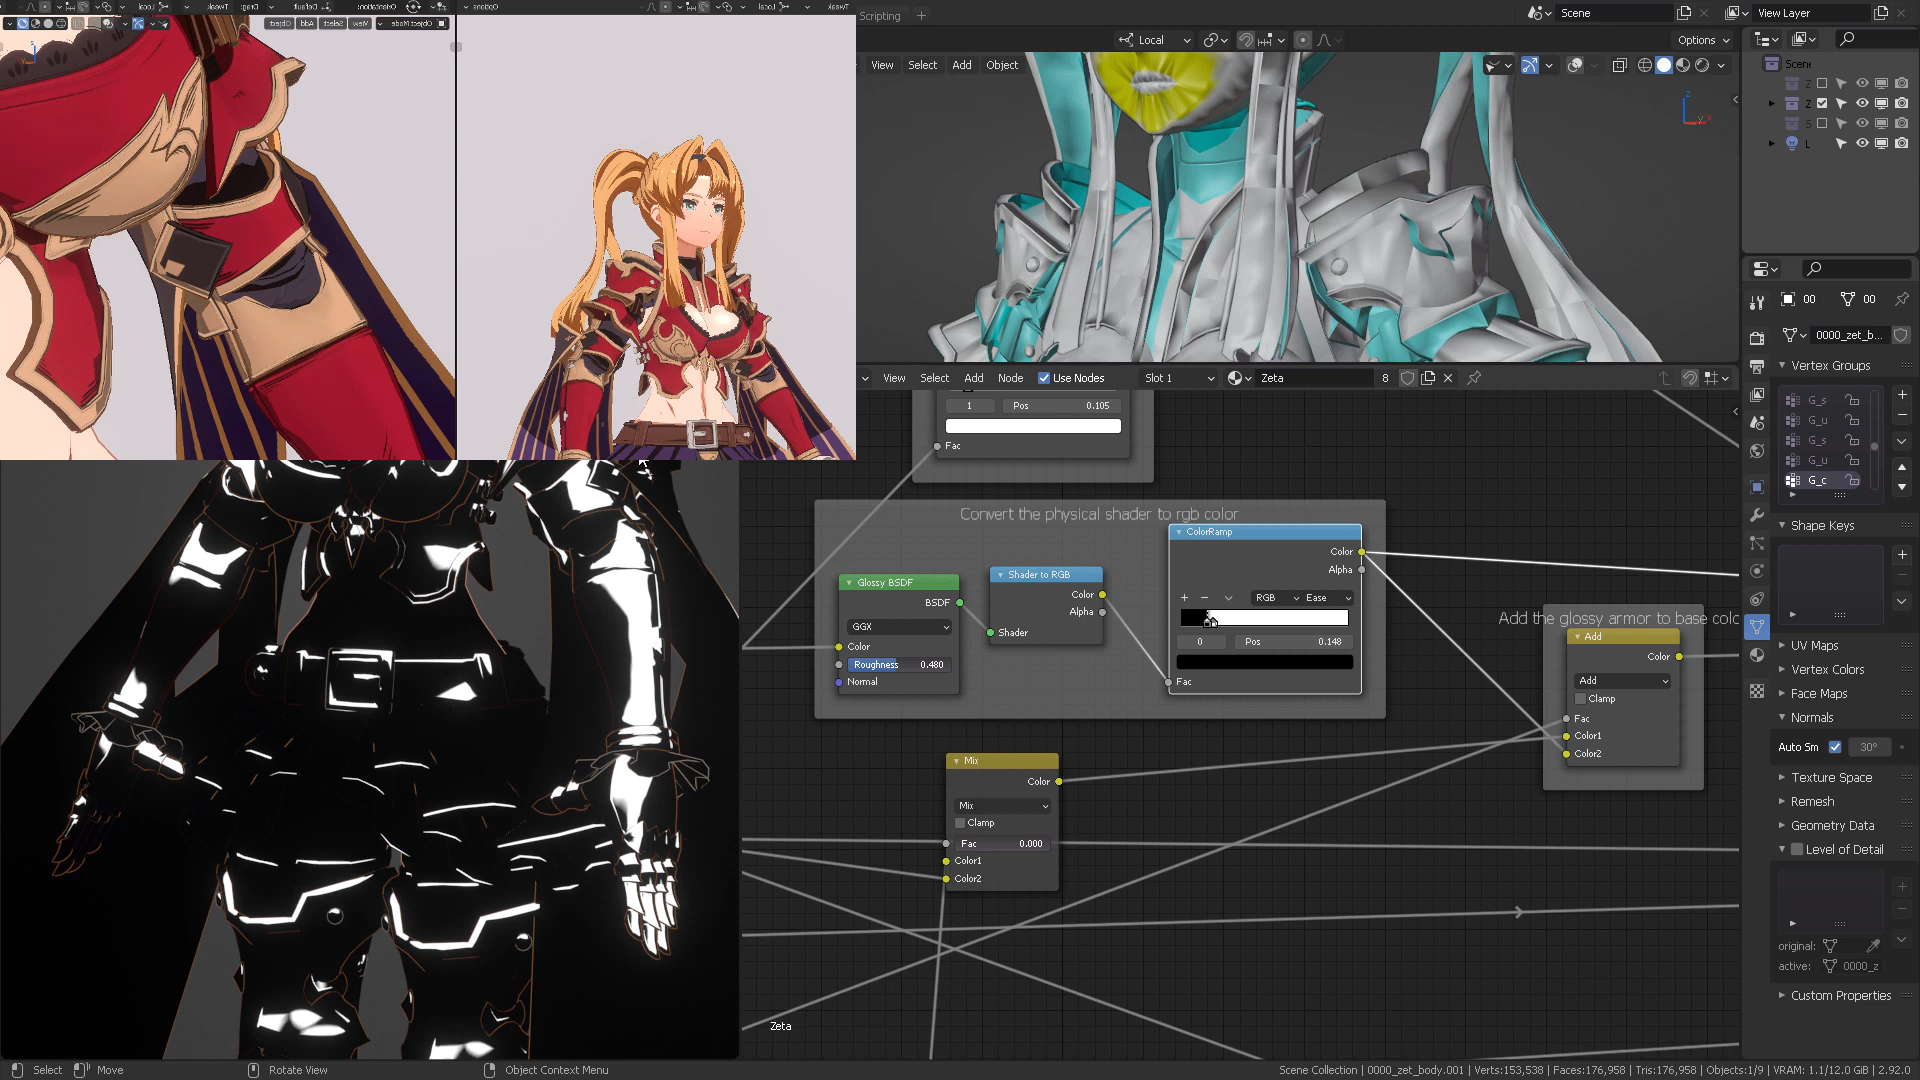 Scripting
Scene
View Layer
Local
Options
View Select Add Object
Scene
View Select Add Node Use Nodes Slot 1 Zeta 8
00 00
0000_zet_b...
Vertex Groups
G_s
G_u
G_s
G_u
G_c
Shape Keys
UV Maps
Vertex Colors
Face Maps
Normals
Auto Sm 30°
Texture Space
Remesh
Geometry Data
Level of Detail
original:
active: 0000_z
Custom Properties
1 Pos 0.105
Fac
Convert the physical shader to rgb color
Glossy BSDF
BSDF
GGX
Color
Roughness 0.480
Normal
Shader to RGB
Color
Alpha
Shader
ColorRamp
Color
Alpha
RGB Ease
0 Pos 0.148
Fac
Add the glossy armor to base colo
Add
Color
Add
Clamp
Fac
Color1
Color2
Mix
Color
Mix
Clamp
Fac 0.000
Color1
Color2
Zeta
Select Move Rotate View Object Context Menu
Scene Collection | 0000_zet_body.001 | Verts:153,538 | Faces:176,958 | Tris:176,958 | Objects:1/9 | VRAM: 1.1/12.0 GiB | 2.92.0